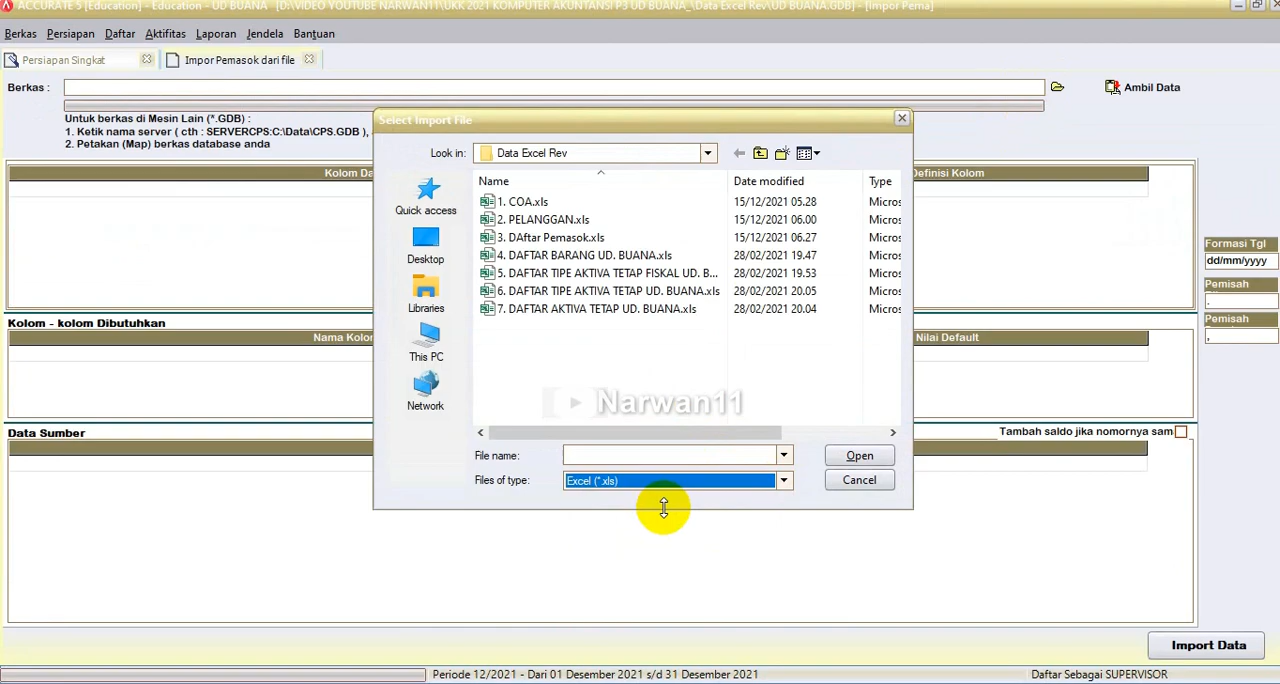 ACCURATE 5 [Education] - Education - UD BUANA [D:\VIDEO YOUTUBE NARWAN11\UKK 2021 KOMPUTER AKUNTANSI P3 UD BUANA_\Data Excel Rev\UD BUANA.GDB] - [Impor Pema]
Berkas Persiapan Daftar Aktifitas Laporan Jendela Bantuan
Persiapan Singkat Impor Pemasok dari file
Berkas : Ambil Data
Untuk berkas di Mesin Lain (*.GDB) :
1. Ketik nama server ( cth : SERVERCPS:C:\Data\CPS.GDB ),
2. Petakan (Map) berkas database anda
Select Import File
Look in: Data Excel Rev
Kolom Da
efinisi Kolom
Name Date modified Type
Quick access
Desktop
Libraries
This PC
Network
1. COA.xls 15/12/2021 05.28 Micros
2. PELANGGAN.xls 15/12/2021 06.00 Micros
3. DAftar Pemasok.xls 15/12/2021 06.27 Micros
4. DAFTAR BARANG UD. BUANA.xls 28/02/2021 19.47 Micros
5. DAFTAR TIPE AKTIVA TETAP FISKAL UD. B... 28/02/2021 19.53 Micros
6. DAFTAR TIPE AKTIVA TETAP UD. BUANA.xls 28/02/2021 20.05 Micros
7. DAFTAR AKTIVA TETAP UD. BUANA.xls 28/02/2021 20.04 Micros
Narwan11
File name: Open
Files of type: Excel (*.xls) Cancel
Formasi Tgl
dd/mm/yyyy
Pemisah
.
Pemisah
,
Kolom - kolom Dibutuhkan
Nama Kolon
Nilai Default
Data Sumber
Tambah saldo jika nomornya sam
Import Data
Periode 12/2021 - Dari 01 Desember 2021 s/d 31 Desember 2021 Daftar Sebagai SUPERVISOR